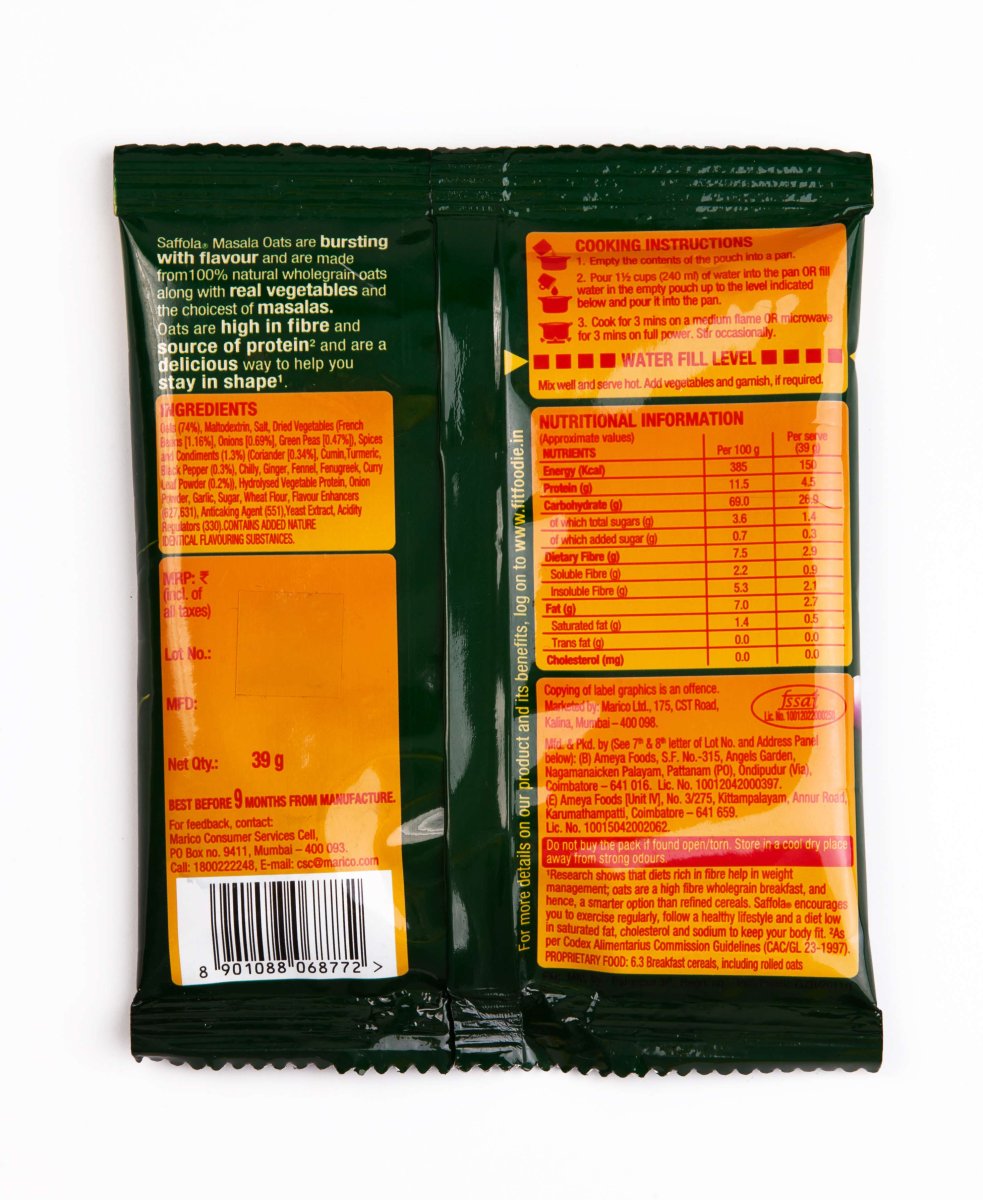 Saffola® Masala Oats are bursting
with flavour and are made
from100% natural wholegrain oats
along with real vegetables and
the choicest of masalas.
Oats are high in fibre and
source of protein² and are a
delicious way to help you
stay in shape¹.
INGREDIENTS
Oats (74%), Maltodextrin, Salt, Dried Vegetables (French
Beans [1.16%], Onions [0.69%], Green Peas [0.47%]), Spices
and Condiments (1.3%) (Coriander [0.34%], Cumin,Turmeric,
Black Pepper (0.3%), Chilly, Ginger, Fennel, Fenugreek, Curry
Leaf Powder (0.2%)), Hydrolysed Vegetable Protein, Onion
Powder, Garlic, Sugar, Wheat Flour, Flavour Enhancers
(627,631), Anticaking Agent (551),Yeast Extract, Acidity
Regulators (330).CONTAINS ADDED NATURE
IDENTICAL FLAVOURING SUBSTANCES.
MRP: ₹
(incl. of
all taxes)
Lot No.:
MFD:
Net Qty.: 39 g
BEST BEFORE 9 MONTHS FROM MANUFACTURE.
For feedback, contact:
Marico Consumer Services Cell,
PO Box no. 9411, Mumbai – 400 093.
Call: 1800222248, E-mail: csc@marico.com
8 901088 068772 >
For more details on our product and its benefits, log on to www.fitfoodie.in
COOKING INSTRUCTIONS
1. Empty the contents of the pouch into a pan.
2. Pour 1½ cups (240 ml) of water into the pan OR fill
water in the empty pouch up to the level indicated
below and pour it into the pan.
3. Cook for 3 mins on a medium flame OR microwave
for 3 mins on full power. Stir occasionally.
WATER FILL LEVEL
Mix well and serve hot. Add vegetables and garnish, if required.
NUTRITIONAL INFORMATION
(Approximate values)
NUTRIENTS Per 100 g Per serve (39 g)
Energy (Kcal) 385 150
Protein (g) 11.5 4.5
Carbohydrate (g) 69.0 26.9
of which total sugars (g) 3.6 1.4
of which added sugar (g) 0.7 0.3
Dietary Fibre (g) 7.5 2.9
Soluble Fibre (g) 2.2 0.9
Insoluble Fibre (g) 5.3 2.1
Fat (g) 7.0 2.7
Saturated fat (g) 1.4 0.5
Trans fat (g) 0.0 0.0
Cholesterol (mg) 0.0 0.0
Copying of label graphics is an offence.
Marketed by: Marico Ltd., 175, CST Road,
Kalina, Mumbai – 400 098.
fssai
Lic. No.
Mfd. & Pkd. by (See 7th & 8th letter of Lot No. and Address Panel
below): (B) Ameya Foods, S.F. No.-315, Angels Garden,
Nagamanaicken Palayam, Pattanam (PO), Ondipudur (Via),
Coimbatore – 641 016. Lic. No. 10012042000397.
(E) Ameya Foods [Unit IV], No. 3/275, Kittampalayam, Annur Road,
Karumathampatti, Coimbatore – 641 659.
Lic. No. 10015042002062.
Do not buy the pack if found open/torn. Store in a cool dry place
away from strong odours.
¹Research shows that diets rich in fibre help in weight
management; oats are a high fibre wholegrain breakfast, and
hence, a smarter option than refined cereals. Saffola® encourages
you to exercise regularly, follow a healthy lifestyle and a diet low
in saturated fat, cholesterol and sodium to keep your body fit. ²As
per Codex Alimentarius Commission Guidelines (CAC/GL 23-1997).
PROPRIETARY FOOD: 6.3 Breakfast cereals, including rolled oats